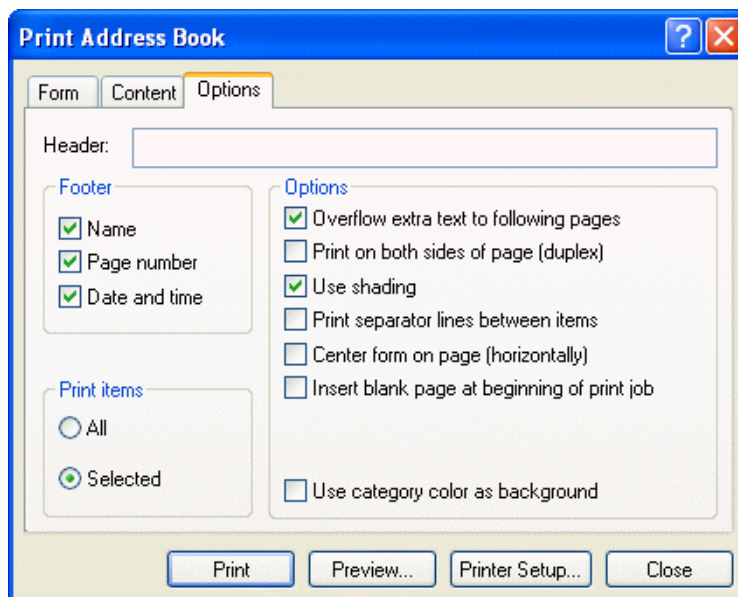 Print Address Book
Form Content Options
Header:
Footer
Name
Page number
Date and time
Print items
All
Selected
Options
Overflow extra text to following pages
Print on both sides of page (duplex)
Use shading
Print separator lines between items
Center form on page (horizontally)
Insert blank page at beginning of print job
Use category color as background
Print Preview... Printer Setup... Close